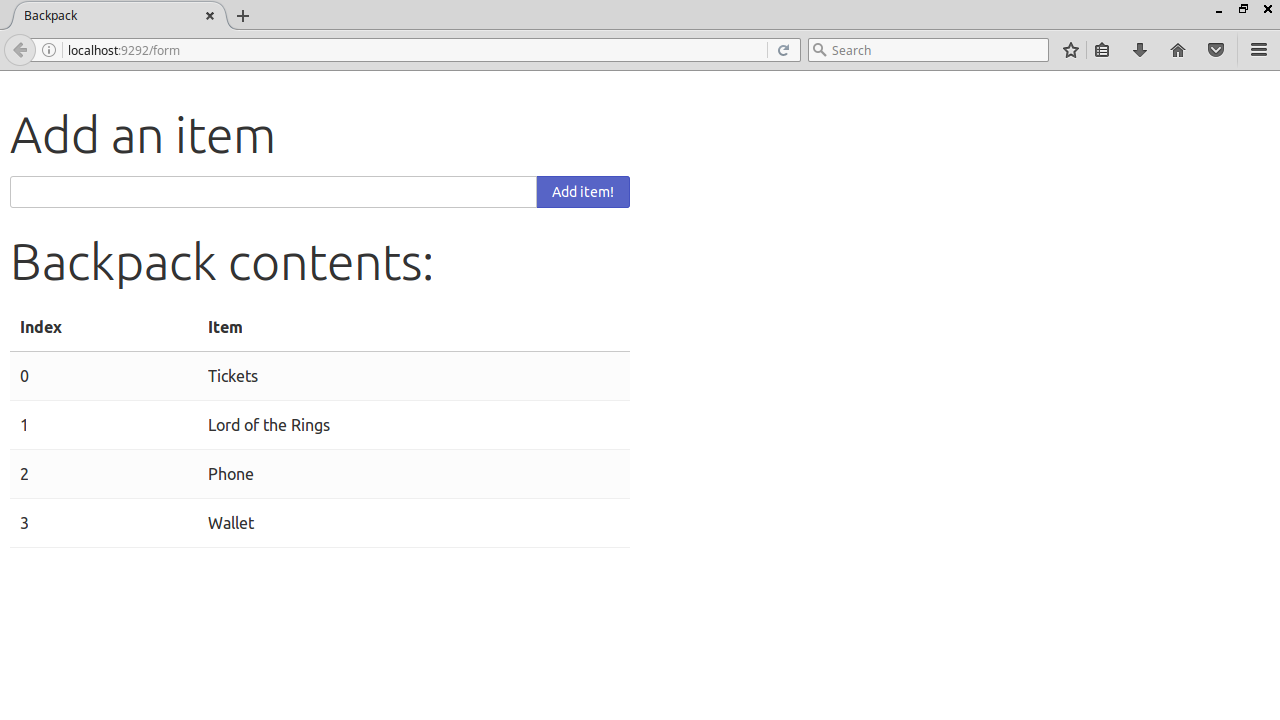 Backpack
localhost:9292/form
Search
Add an item
Add item!
Backpack contents:
Index Item
0 Tickets
1 Lord of the Rings
2 Phone
3 Wallet